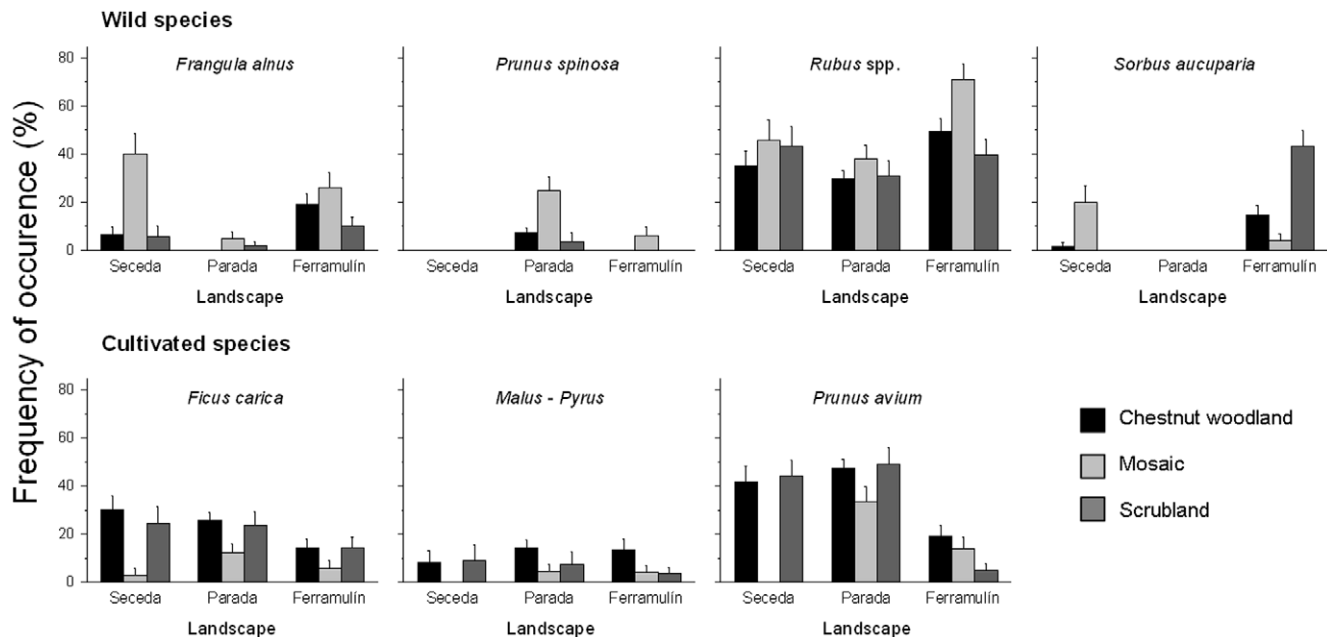 Wild species
Frequency of occurence (%)
Frangula alnus
Prunus spinosa
Rubus spp.
Sorbus aucuparia
80
60
40
20
0
Seceda Parada Ferramulín
Seceda Parada Ferramulín
Seceda Parada Ferramulín
Seceda Parada Ferramulín
Landscape
Landscape
Landscape
Landscape
Cultivated species
Ficus carica
Malus - Pyrus
Prunus avium
80
60
40
20
0
Seceda Parada Ferramulín
Seceda Parada Ferramulín
Seceda Parada Ferramulín
Landscape
Landscape
Landscape
Chestnut woodland
Mosaic
Scrubland